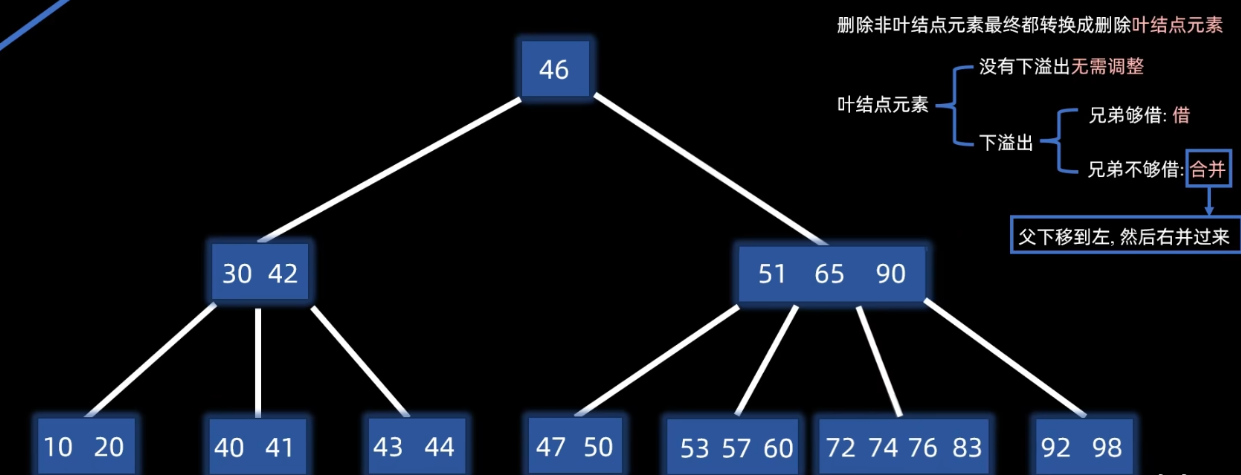 删除非叶结点元素最终都转换成删除叶结点元素
没有下溢出无需调整
叶结点元素
兄弟够借: 借
下溢出
兄弟不够借: 合并
父下移到左, 然后右并过来
46
30 42
51 65 90
10 20
40 41
43 44
47 50
53 57 60
72 74 76 83
92 98